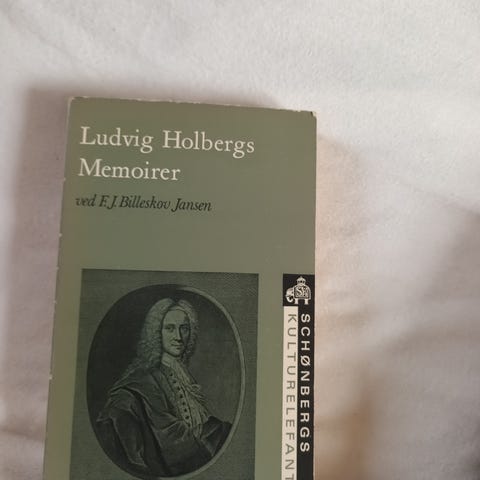 Ludvig Holbergs
Memoirer
ved F.J. Billeskov Jansen
SCHØNBERGS
KULTURELEFANT